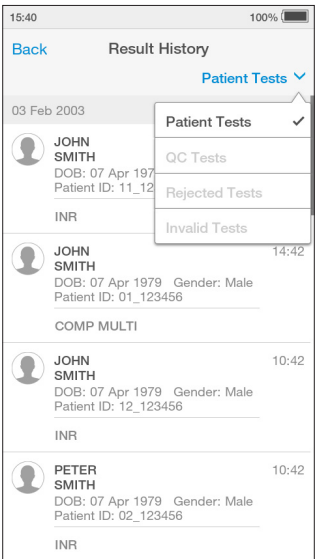 15:40 100%
Back Result History
Patient Tests
03 Feb 2003
Patient Tests
QC Tests
Rejected Tests
Invalid Tests
JOHN
SMITH
DOB: 07 Apr 197
Patient ID: 11_12
INR
JOHN 14:42
SMITH
DOB: 07 Apr 1979 Gender: Male
Patient ID: 01_123456
COMP MULTI
JOHN 10:42
SMITH
DOB: 07 Apr 1979 Gender: Male
Patient ID: 12_123456
INR
PETER 10:42
SMITH
DOB: 07 Apr 1979 Gender: Male
Patient ID: 02_123456
INR